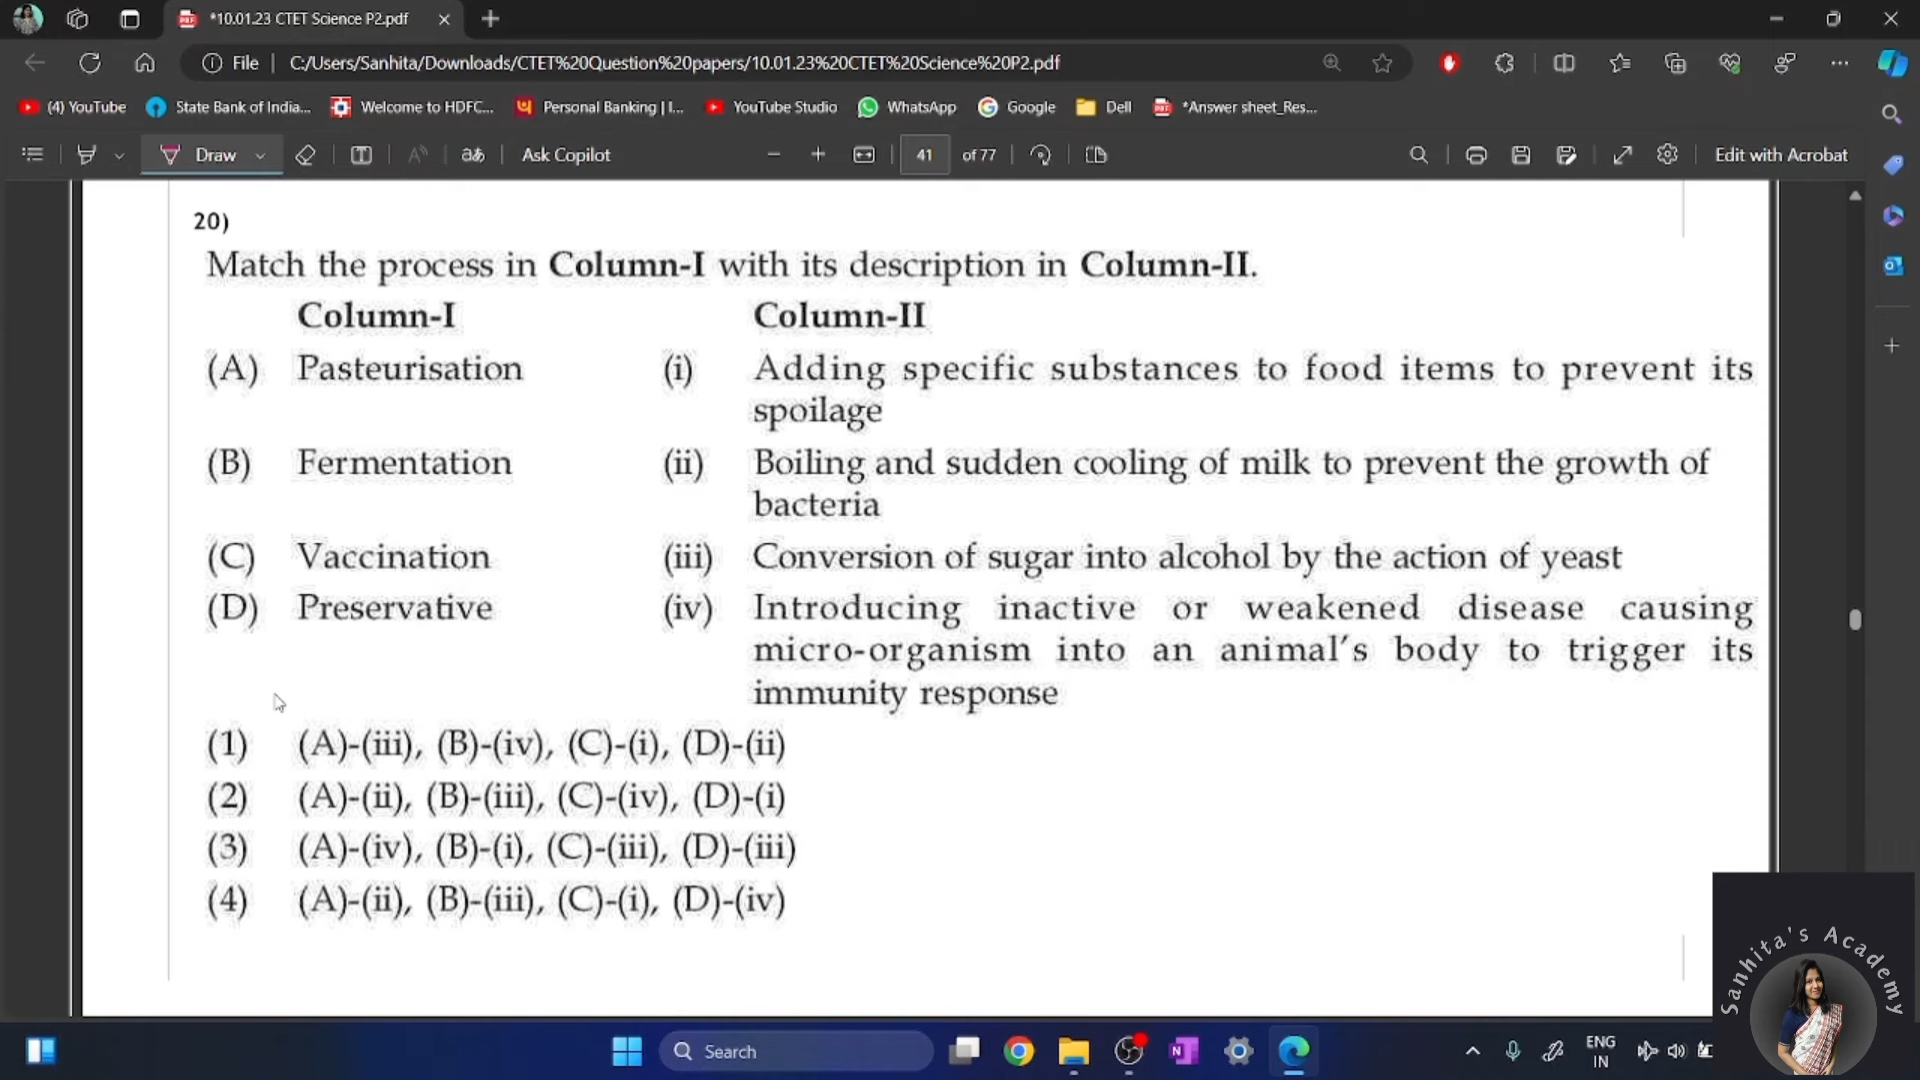 *10.01.23 CTET Science P2.pdf
File C:/Users/Sanhita/Downloads/CTET%20Question%20papers/10.01.23%20CTET%20Science%20P2.pdf
(4) YouTube State Bank of India... Welcome to HDFC... Personal Banking | I... YouTube Studio WhatsApp Google Dell *Answer sheet_Res...
Draw Ask Copilot 41 of 77 Edit with Acrobat
20)
Match the process in Column-I with its description in Column-II.
Column-I Column-II
(A) Pasteurisation (i) Adding specific substances to food items to prevent its
spoilage
(B) Fermentation (ii) Boiling and sudden cooling of milk to prevent the growth of
bacteria
(C) Vaccination (iii) Conversion of sugar into alcohol by the action of yeast
(D) Preservative (iv) Introducing inactive or weakened disease causing
micro-organism into an animal's body to trigger its
immunity response
(1) (A)-(iii), (B)-(iv), (C)-(i), (D)-(ii)
(2) (A)-(ii), (B)-(iii), (C)-(iv), (D)-(i)
(3) (A)-(iv), (B)-(i), (C)-(iii), (D)-(iii)
(4) (A)-(ii), (B)-(iii), (C)-(i), (D)-(iv)
Sanhita's Academy
Search
ENG
IN